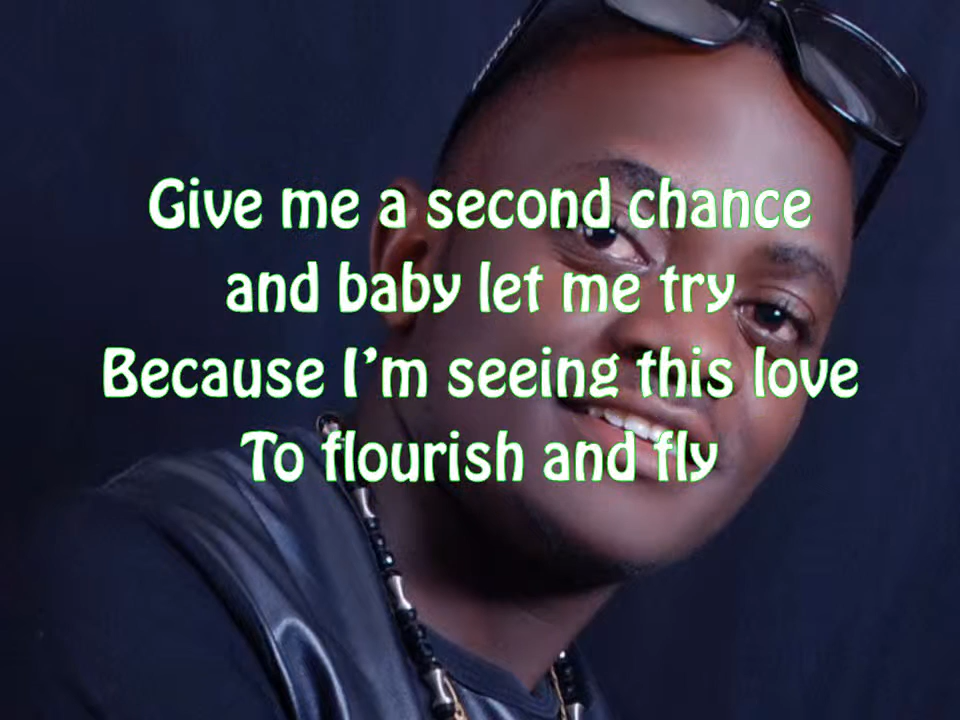 Give me a second chance
and baby let me try
Because I'm seeing this love
To flourish and fly